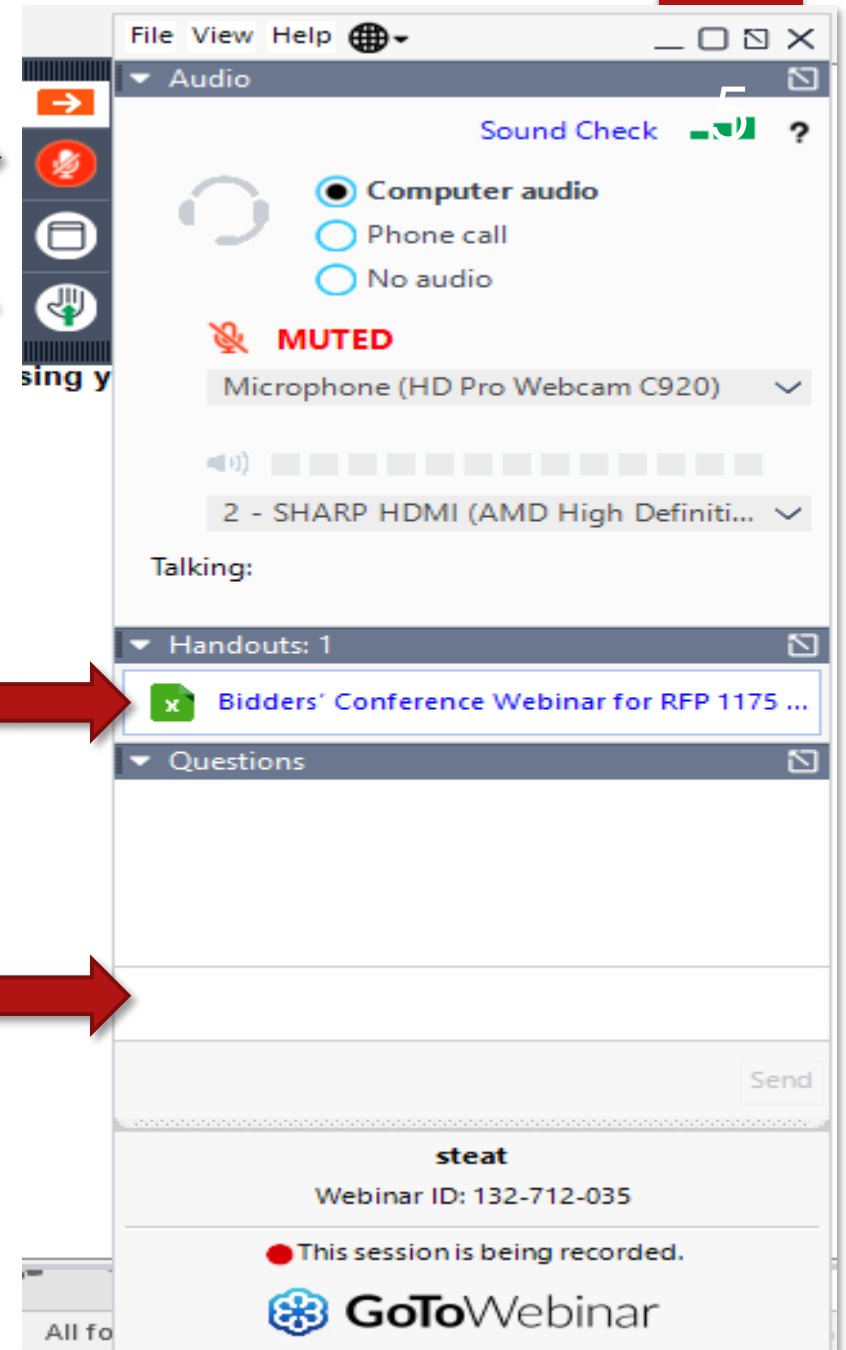 File View Help
Audio
5
Sound Check ?
Computer audio
Phone call
No audio
MUTED
sing y
Microphone (HD Pro Webcam C920)
2 - SHARP HDMI (AMD High Definiti...
Talking:
Handouts: 1
x Bidders' Conference Webinar for RFP 1175 ...
Questions
Send
steat
Webinar ID: 132-712-035
This session is being recorded.
GoToWebinar
All fo